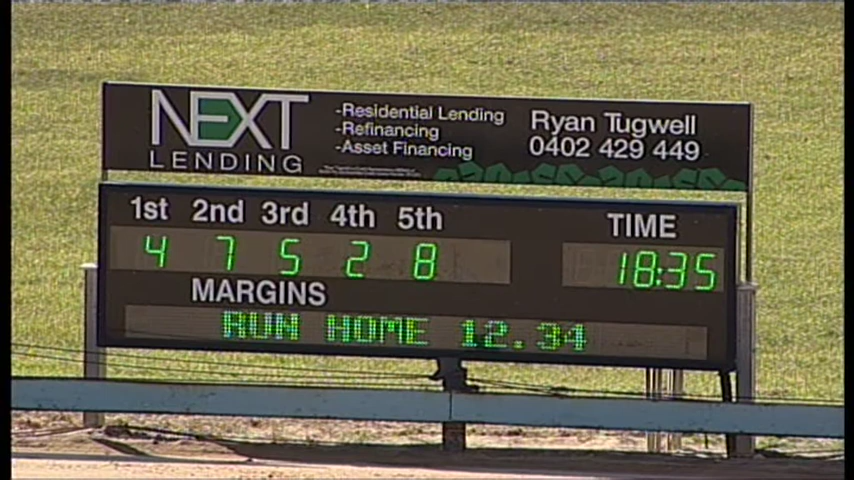 NEXT
LENDING
-Residential Lending
-Refinancing
-Asset Financing
Ryan Tugwell
0402 429 449
1st 2nd 3rd 4th 5th TIME
4 7 5 2 8 18:35
MARGINS
RUN HOME 12.34